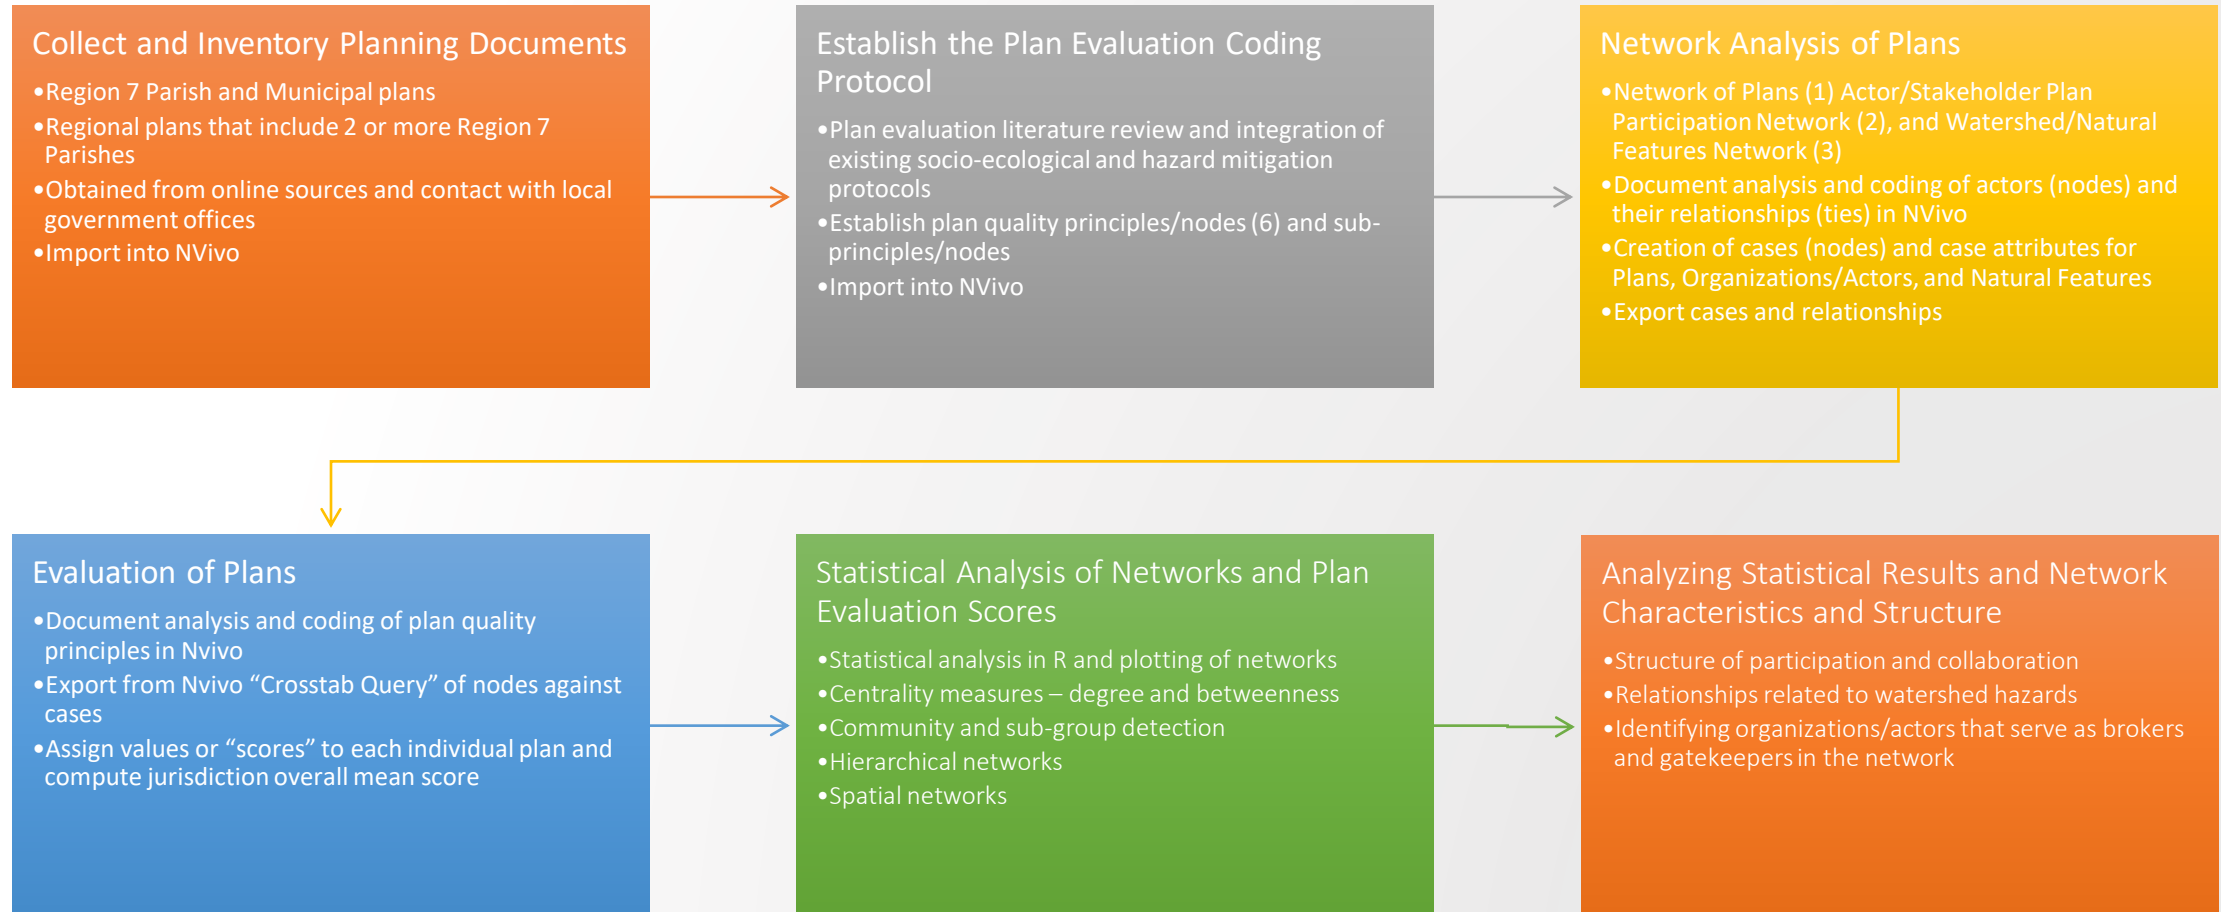 Collect and Inventory Planning Documents
•Region 7 Parish and Municipal plans
•Regional plans that include 2 or more Region 7
Parishes
•Obtained from online sources and contact with local
government offices
•Import into NVivo
Establish the Plan Evaluation Coding
Protocol
•Plan evaluation literature review and integration of
existing socio-ecological and hazard mitigation
protocols
•Establish plan quality principles/nodes (6) and sub-
principles/nodes
•Import into NVivo
Network Analysis of Plans
•Network of Plans (1) Actor/Stakeholder Plan
Participation Network (2), and Watershed/Natural
Features Network (3)
•Document analysis and coding of actors (nodes) and
their relationships (ties) in NVivo
•Creation of cases (nodes) and case attributes for
Plans, Organizations/Actors, and Natural Features
•Export cases and relationships
Evaluation of Plans
•Document analysis and coding of plan quality
principles in Nvivo
•Export from Nvivo “Crosstab Query” of nodes against
cases
•Assign values or “scores” to each individual plan and
compute jurisdiction overall mean score
Statistical Analysis of Networks and Plan
Evaluation Scores
•Statistical analysis in R and plotting of networks
•Centrality measures – degree and betweenness
•Community and sub-group detection
•Hierarchical networks
•Spatial networks
Analyzing Statistical Results and Network
Characteristics and Structure
•Structure of participation and collaboration
•Relationships related to watershed hazards
•Identifying organizations/actors that serve as brokers
and gatekeepers in the network